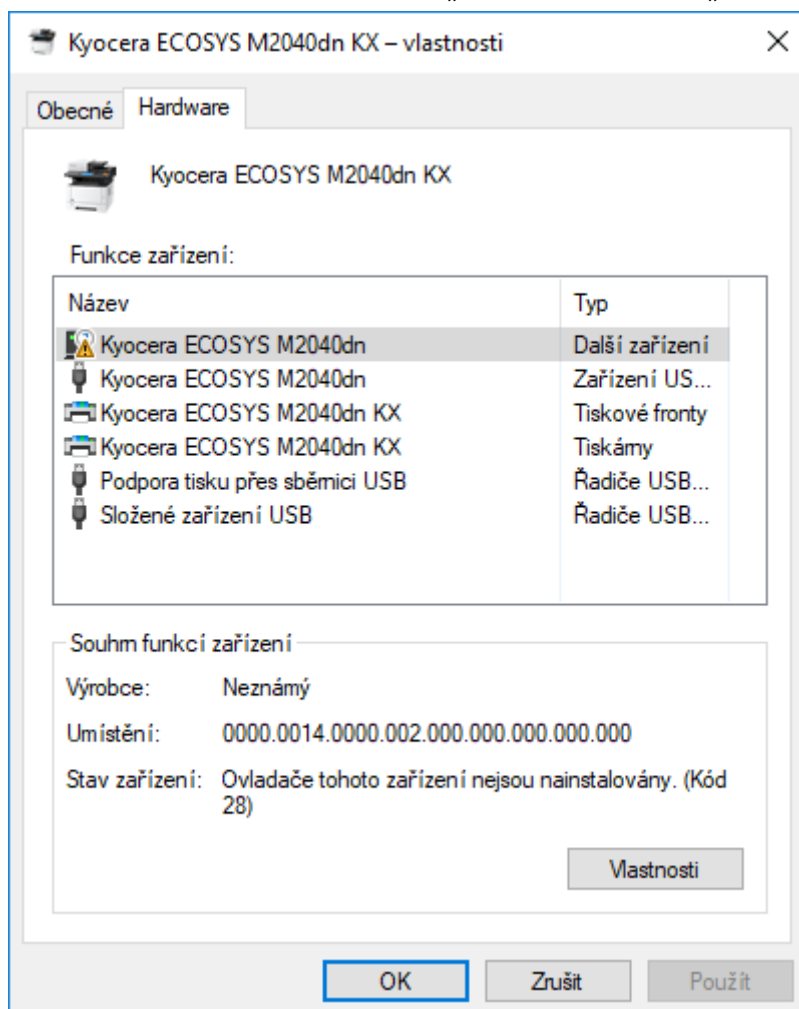 Kyocera ECOSYS M2040dn KX – vlastnosti
Obecné Hardware
Kyocera ECOSYS M2040dn KX
Funkce zařízení:
Název Typ
Kyocera ECOSYS M2040dn Další zařízení
Kyocera ECOSYS M2040dn Zařízení US...
Kyocera ECOSYS M2040dn KX Tiskové fronty
Kyocera ECOSYS M2040dn KX Tiskárny
Podpora tisku přes sběrnici USB Řadiče USB...
Složené zařízení USB Řadiče USB...
Souhrn funkcí zařízení
Výrobce: Neznámý
Umístění: 0000.0014.0000.002.000.000.000.000.000
Stav zařízení: Ovladače tohoto zařízení nejsou nainstalovány. (Kód
28)
Vlastnosti
OK Zrušit Použít